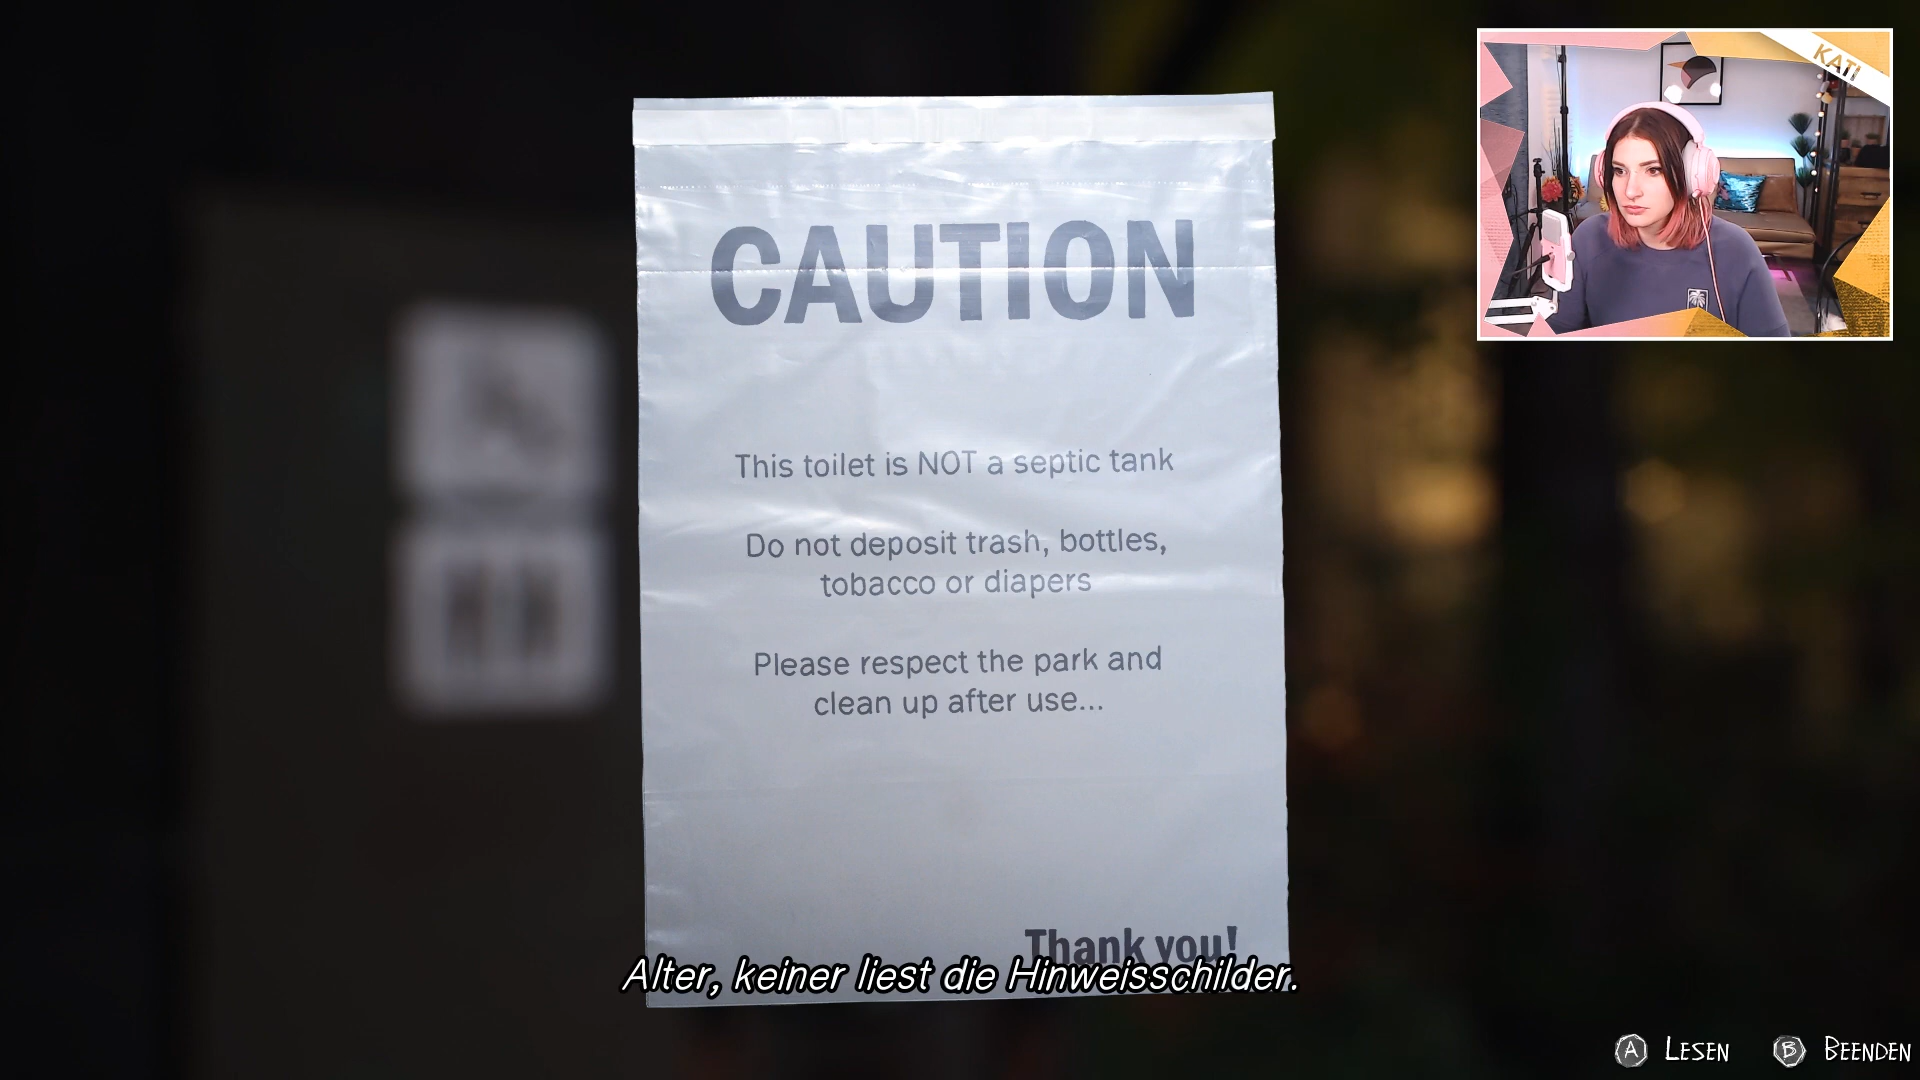 KATI
CAUTION
This toilet is NOT a septic tank
Do not deposit trash, bottles,
tobacco or diapers
Please respect the park and
clean up after use...
Thank you!
Alter, keiner liest die Hinweisschilder.
A LESEN B BEENDEN